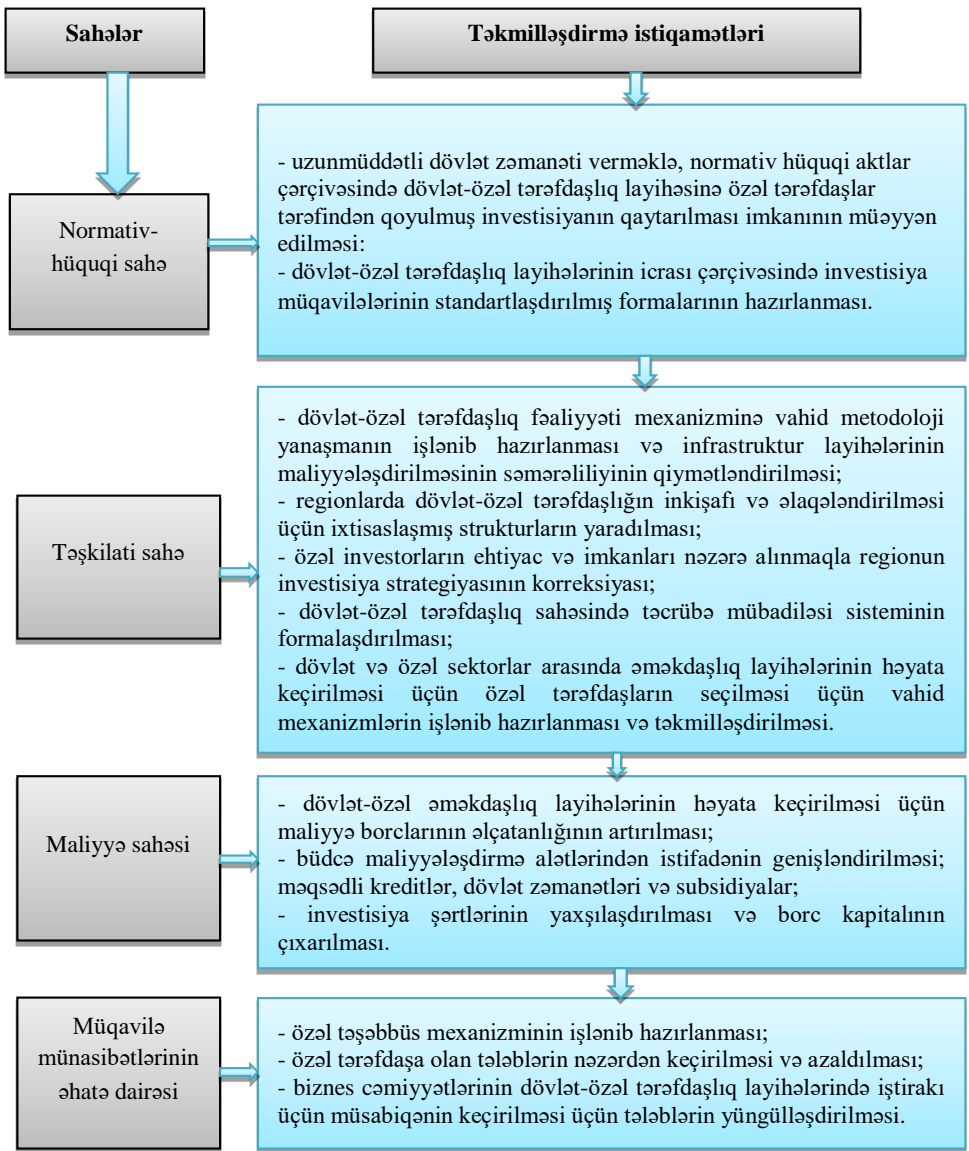 Sahələr
Təkmilləşdirmə istiqamətləri
Normativ-
hüquqi sahə
- uzunmüddətli dövlət zəmanəti verməklə, normativ hüquqi aktlar
çərçivəsində dövlət-özəl tərəfdaşlıq layihəsinə özəl tərəfdaşlar
tərəfindən qoyulmuş investisiyanın qaytarılması imkanının müəyyən
edilməsi:
- dövlət-özəl tərəfdaşlıq layihələrinin icrası çərçivəsində investisiya
müqavilələrinin standartlaşdırılmış formalarının hazırlanması.
Təşkilati sahə
- dövlət-özəl tərəfdaşlıq fəaliyyəti mexanizminə vahid metodoloji
yanaşmanın işlənib hazırlanması və infrastruktur layihələrinin
maliyyələşdirilməsinin səmərəliliyinin qiymətləndirilməsi;
- regionlarda dövlət-özəl tərəfdaşlığın inkişafı və əlaqələndirilməsi
üçün ixtisaslaşmış strukturların yaradılması;
- özəl investorların ehtiyac və imkanları nəzərə alınmaqla regionun
investisiya strategiyasının korreksiyası;
- dövlət-özəl tərəfdaşlıq sahəsində təcrübə mübadiləsi sisteminin
formalaşdırılması;
- dövlət və özəl sektorlar arasında əməkdaşlıq layihələrinin həyata
keçirilməsi üçün özəl tərəfdaşların seçilməsi üçün vahid
mexanizmlərin işlənib hazırlanması və təkmilləşdirilməsi.
Maliyyə sahəsi
- dövlət-özəl əməkdaşlıq layihələrinin həyata keçirilməsi üçün
maliyyə borclarının əlçatanlığının artırılması;
- büdcə maliyyələşdirmə alətlərindən istifadənin genişləndirilməsi;
məqsədli kreditlər, dövlət zəmanətləri və subsidiyalar;
- investisiya şərtlərinin yaxşılaşdırılması və borc kapitalının
çıxarılması.
Müqavilə
münasibətlərinin
əhatə dairəsi
- özəl təşəbbüs mexanizminin işlənib hazırlanması;
- özəl tərəfdaşa olan tələblərin nəzərdən keçirilməsi və azaldılması;
- biznes cəmiyyətlərinin dövlət-özəl tərəfdaşlıq layihələrində iştirakı
üçün müsabiqənin keçirilməsi üçün tələblərin yüngülləşdirilməsi.